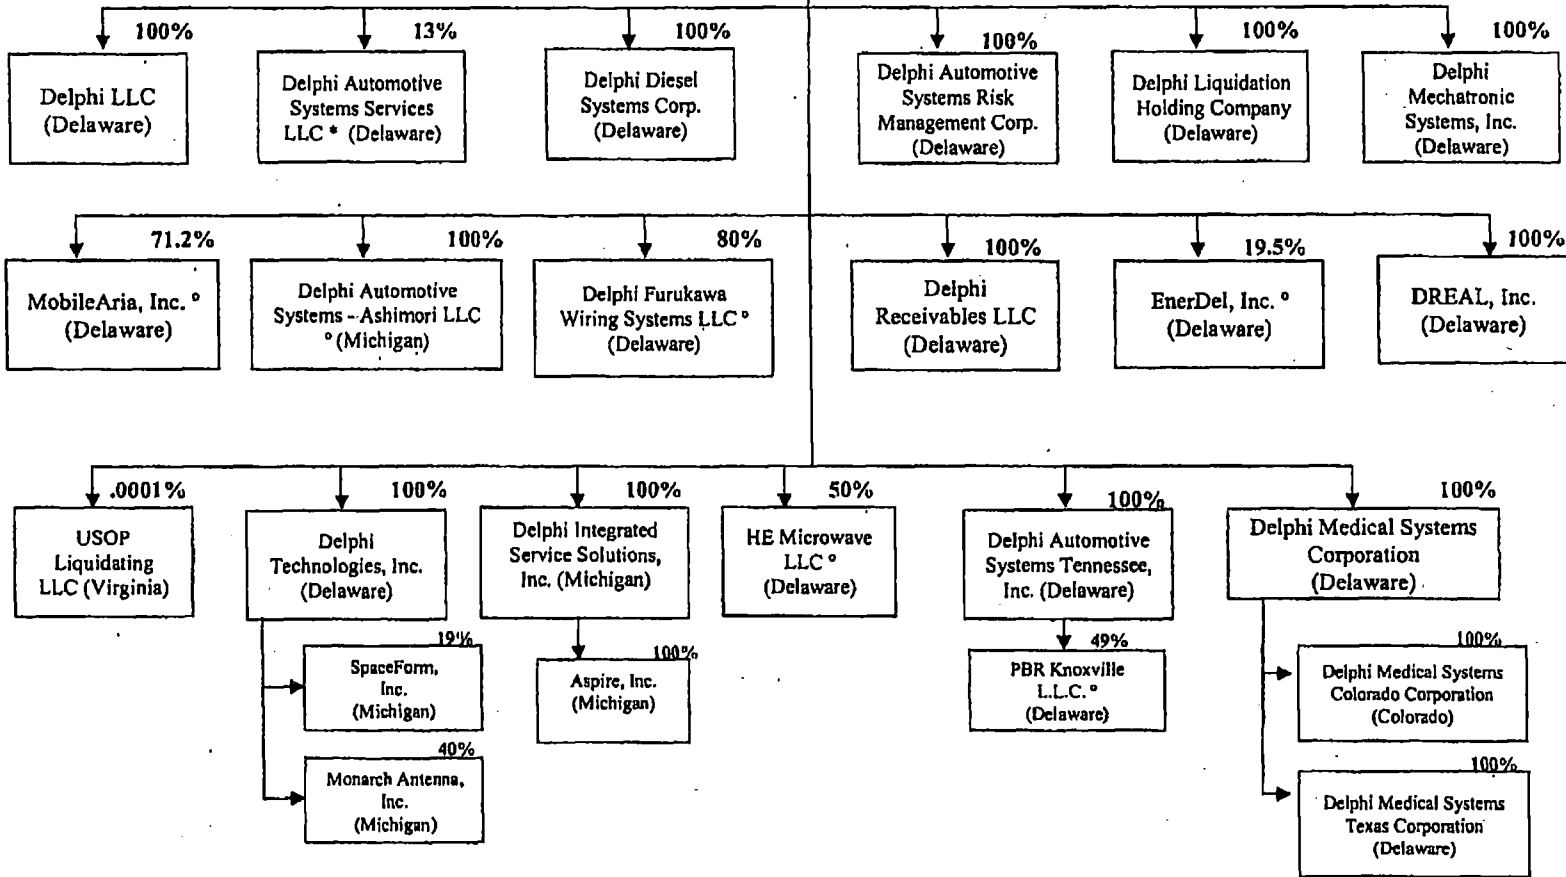 100%
13%
100%
100%
100%
100%
Delphi LLC
(Delaware)
Delphi Automotive
Systems Services
LLC * (Delaware)
Delphi Diesel
Systems Corp.
(Delaware)
Delphi Automotive
Systems Risk
Management Corp.
(Delaware)
Delphi Liquidation
Holding Company
(Delaware)
Delphi
Mechatronic
Systems, Inc.
(Delaware)
71.2%
100%
80%
100%
19.5%
100%
MobileAria, Inc. °
(Delaware)
Delphi Automotive
Systems - Ashimori LLC
° (Michigan)
Delphi Furukawa
Wiring Systems LLC °
(Delaware)
Delphi
Receivables LLC
(Delaware)
EnerDel, Inc. °
(Delaware)
DREAL, Inc.
(Delaware)
.0001%
100%
100%
50%
100%
100%
USOP
Liquidating
LLC (Virginia)
Delphi
Technologies, Inc.
(Delaware)
Delphi Integrated
Service Solutions,
Inc. (Michigan)
HE Microwave
LLC °
(Delaware)
Delphi Automotive
Systems Tennessee,
Inc. (Delaware)
Delphi Medical Systems
Corporation
(Delaware)
19%
SpaceForm,
Inc.
(Michigan)
100%
Aspire, Inc.
(Michigan)
49%
PBR Knoxville
L.L.C. °
(Delaware)
100%
Delphi Medical Systems
Colorado Corporation
(Colorado)
40%
Monarch Antenna,
Inc.
(Michigan)
100%
Delphi Medical Systems
Texas Corporation
(Delaware)